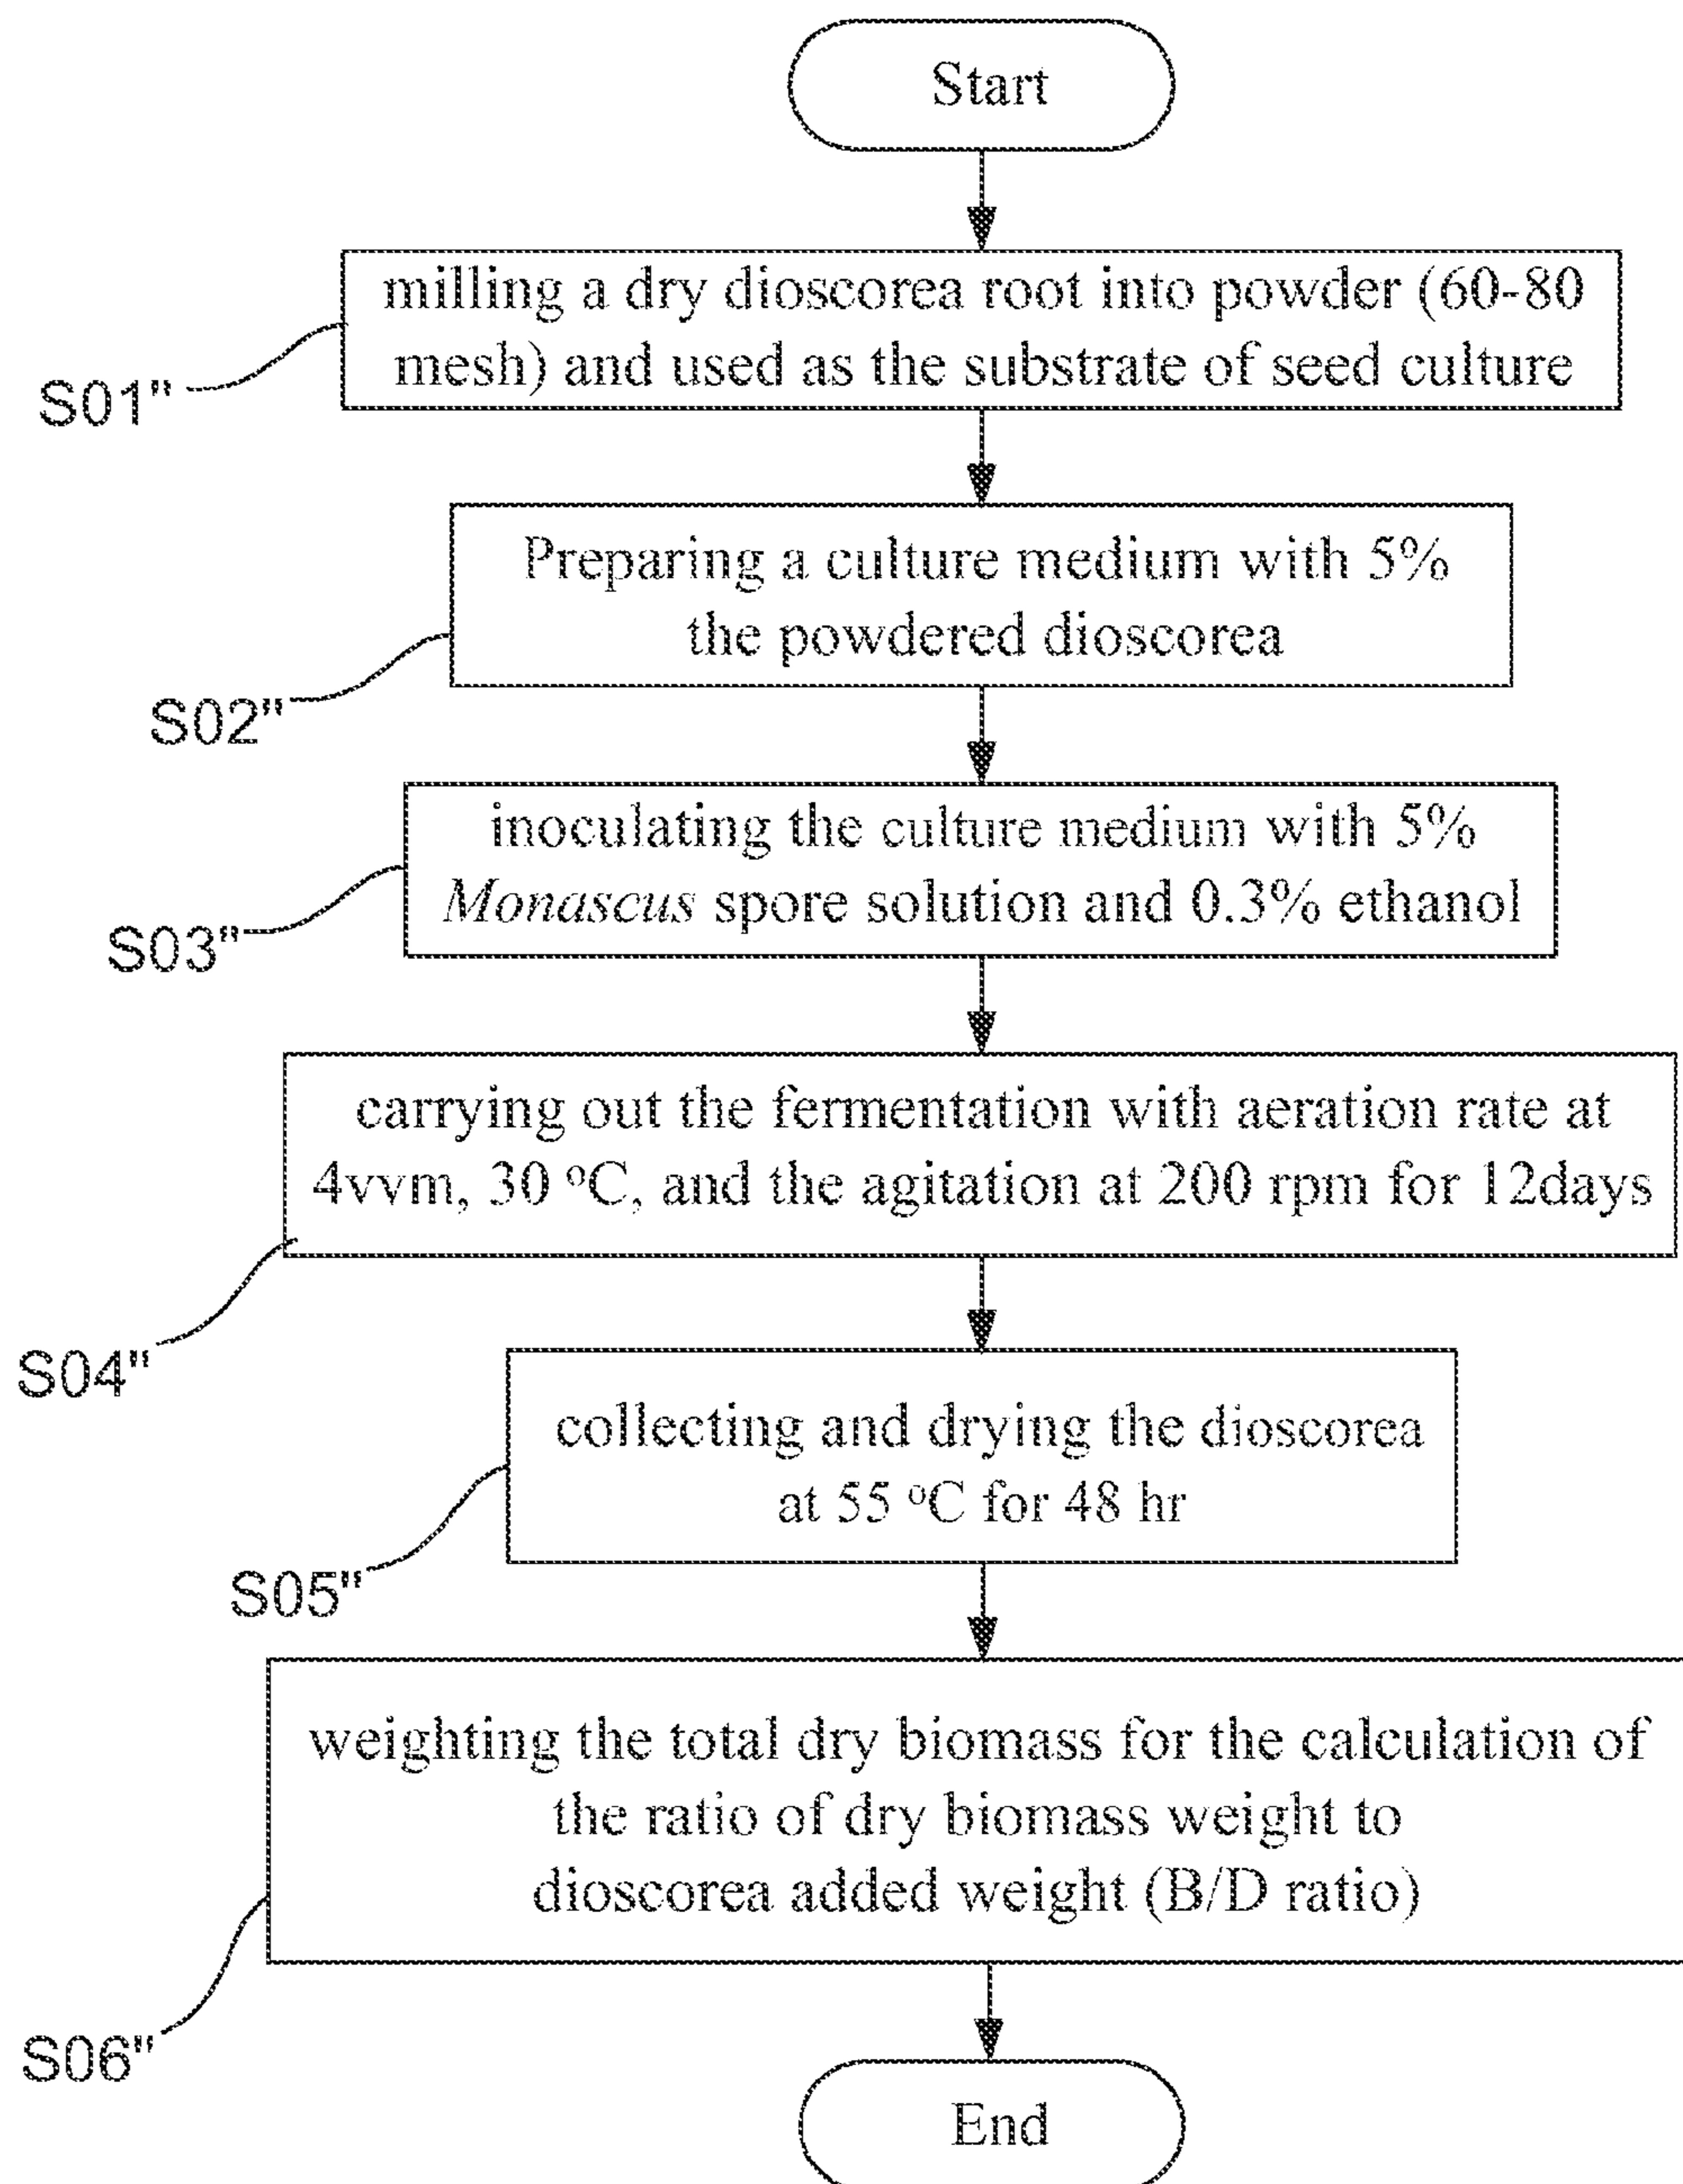 Start
milling a dry dioscorea root into powder (60-80
mesh) and used as the substrate of seed culture
S01"
Preparing a culture medium with 5%
the powdered dioscorea
S02"
inoculating the culture medium with 5%
Monascus spore solution and 0.3% ethanol
S03"
carrying out the fermentation with aeration rate at
4vvm, 30 °C, and the agitation at 200 rpm for 12days
S04"
collecting and drying the dioscorea
at 55 °C for 48 hr
S05"
weighting the total dry biomass for the calculation of
the ratio of dry biomass weight to
dioscorea added weight (B/D ratio)
S06"
End